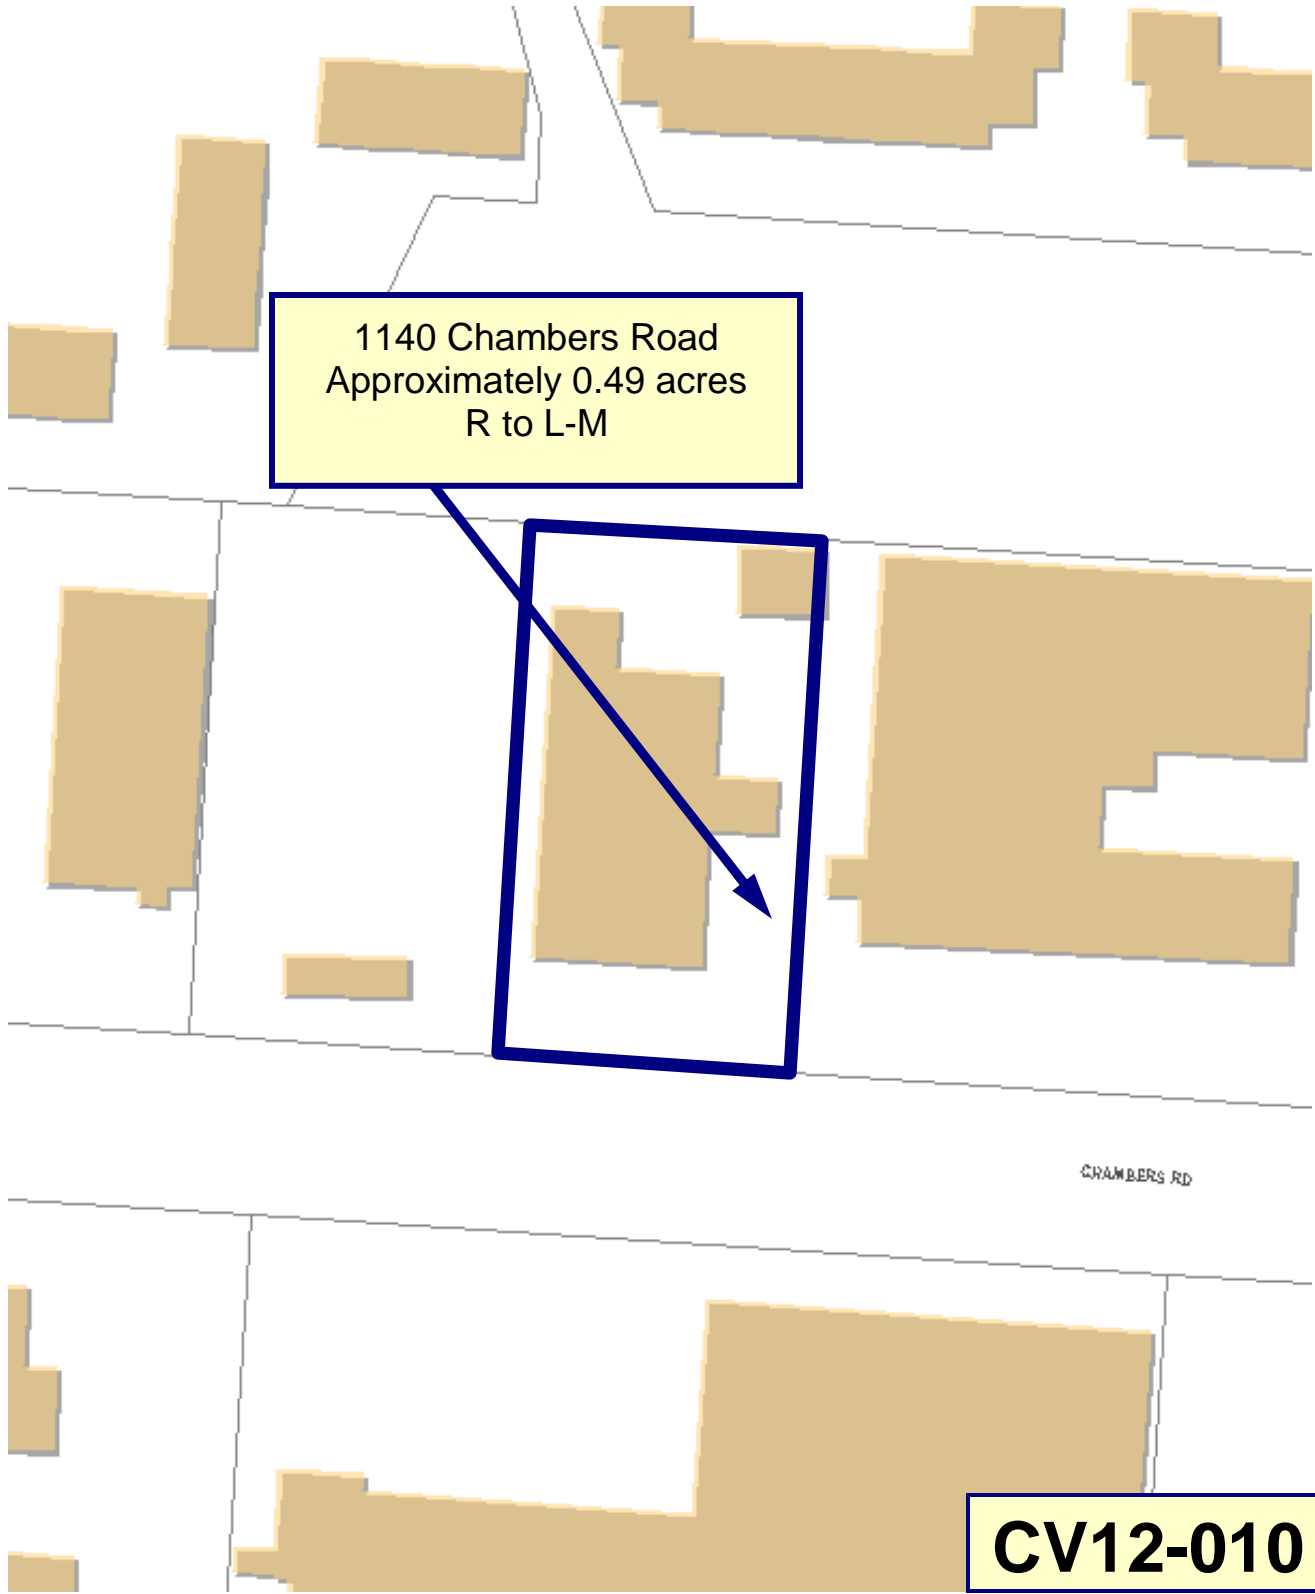 1140 Chambers Road
Approximately 0.49 acres
R to L-M
CHAMBERS RD
CV12-010